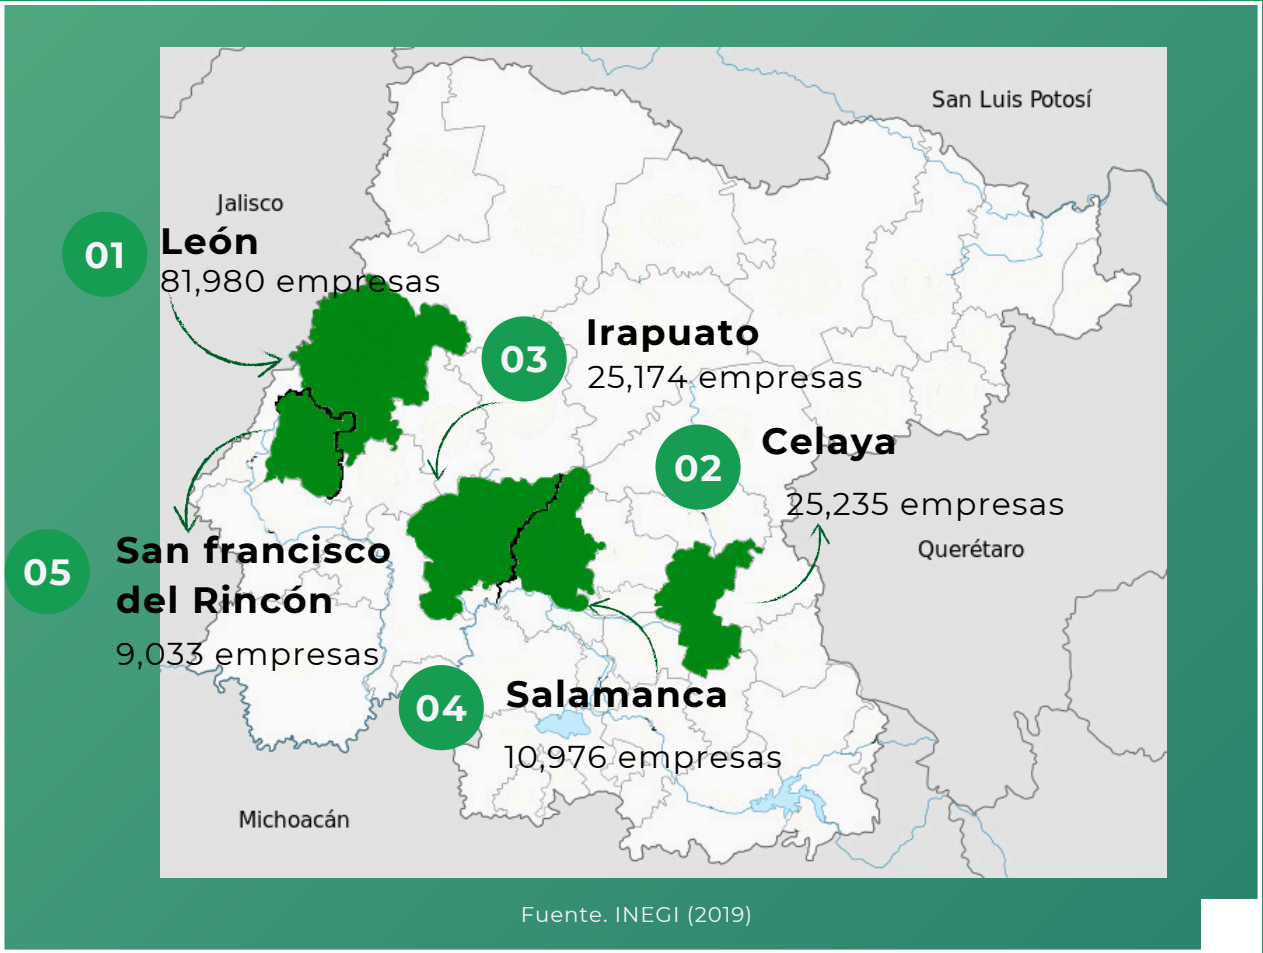 San Luis Potosí
Jalisco
01
León
81,980 empresas
03
Irapuato
25,174 empresas
02
Celaya
25,235 empresas
Querétaro
05
San francisco
del Rincón
9,033 empresas
04
Salamanca
10,976 empresas
Michoacán
Fuente. INEGI (2019)